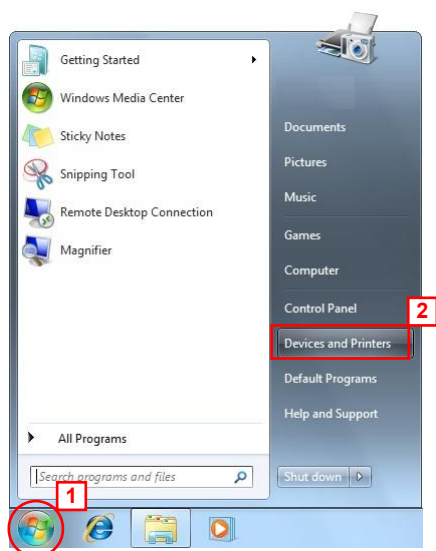 Getting Started
Windows Media Center
Sticky Notes
Snipping Tool
Remote Desktop Connection
Magnifier
All Programs
Search programs and files
Documents
Pictures
Music
Games
Computer
Control Panel
2
Devices and Printers
Default Programs
Help and Support
Shut down
1